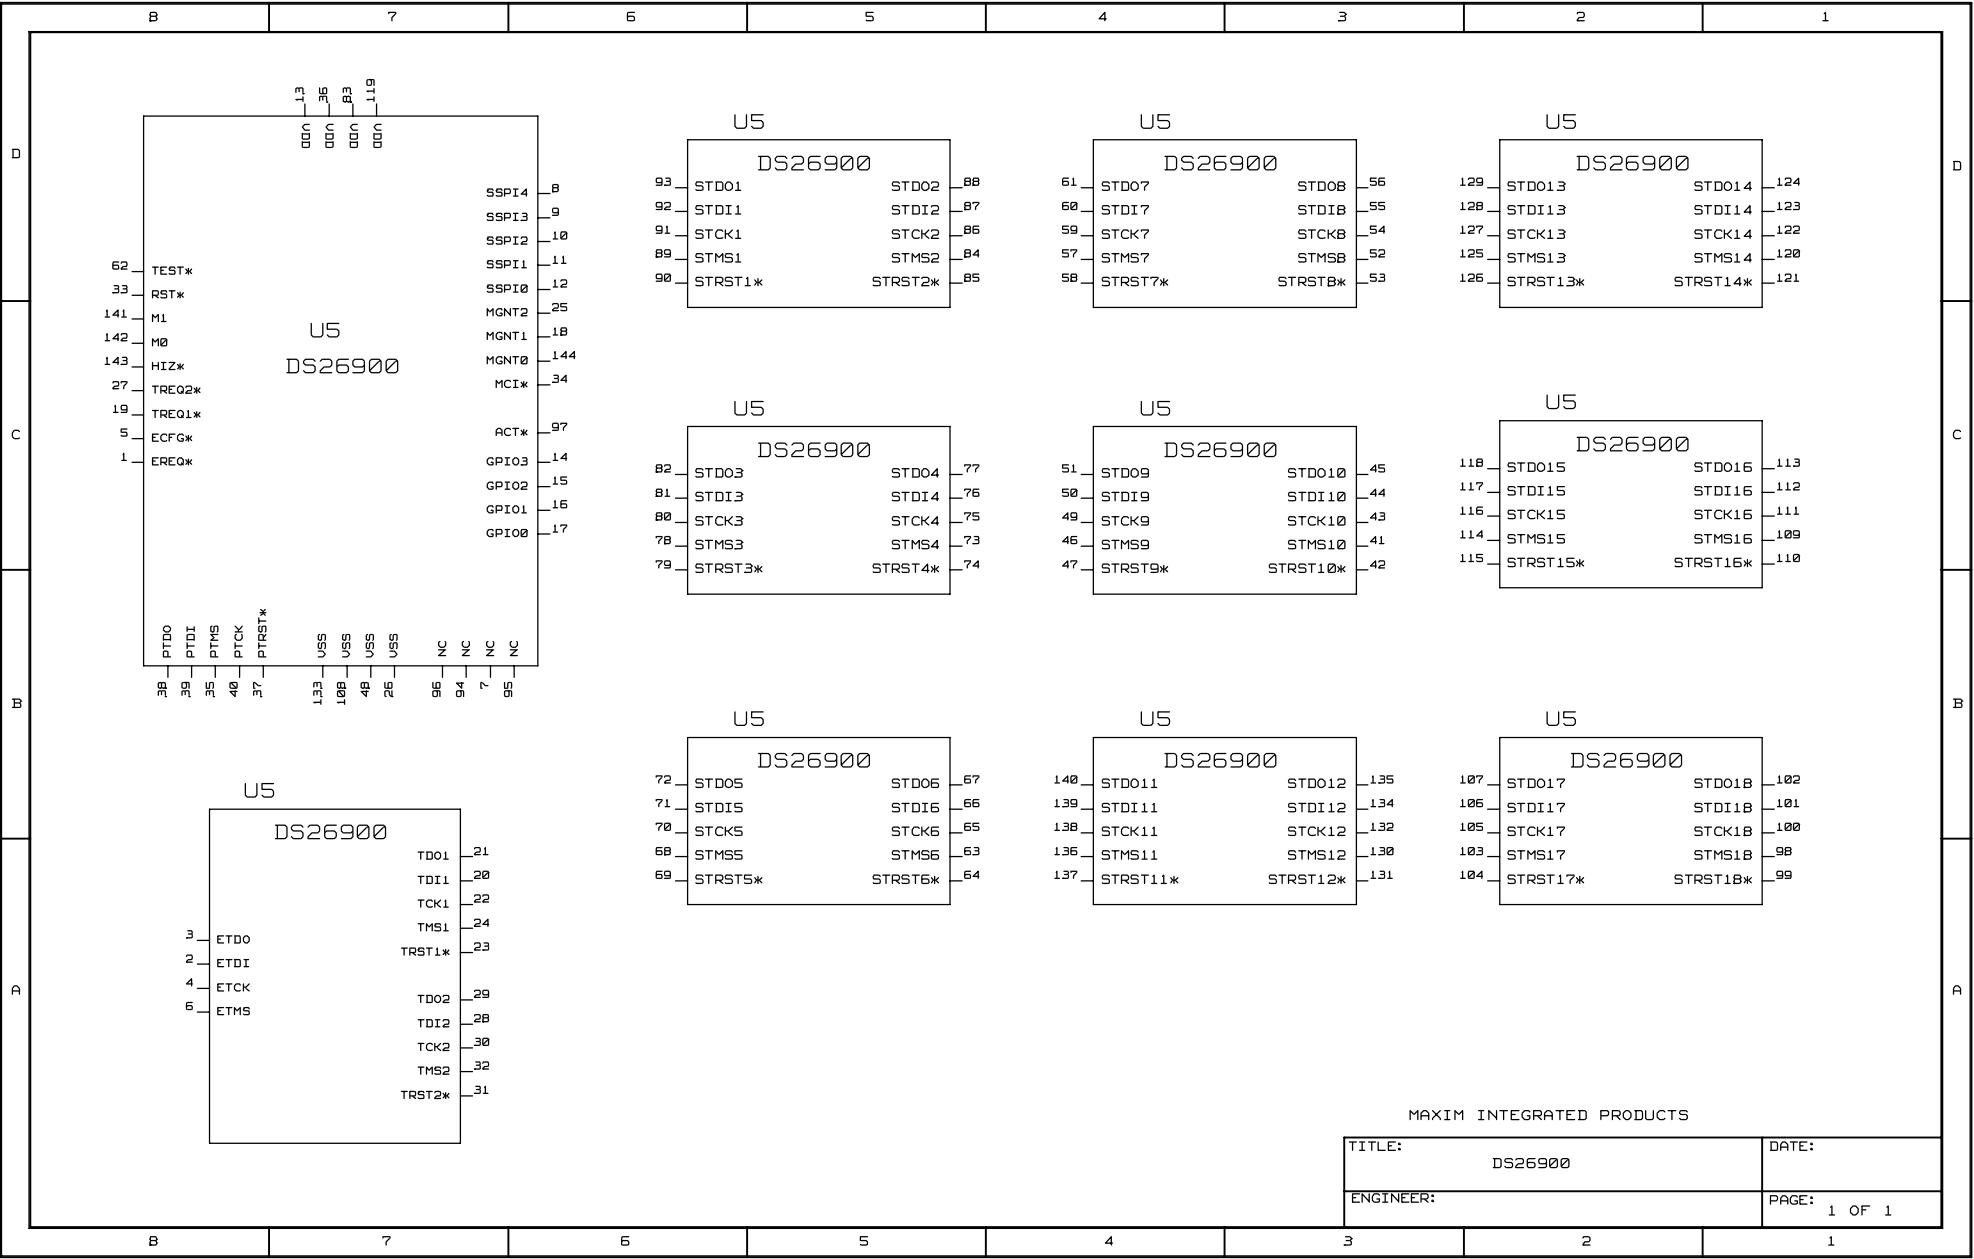 8 7 6 5 4 3 2 1
D D
C C
B B
A A
13 36 83 119
VDD VDD VDD VDD
SSPI4 8
SSPI3 9
SSPI2 10
SSPI1 11
SSPI0 12
MGNT2 25
MGNT1 18
MGNT0 144
MCI* 34
ACT* 97
GPIO3 14
GPIO2 15
GPIO1 16
GPIO0 17
62 TEST*
33 RST*
141 M1
142 M0
143 HIZ*
27 TREQ2*
19 TREQ1*
5 ECFG*
1 EREQ*
U5
DS26900
PTDO PTDI PTMS PTCK PTRST* VSS VSS VSS VSS NC NC NC NC
38 39 35 40 37 133 108 48 26 96 94 7 95
U5
DS26900
TDO1 21
TDI1 20
TCK1 22
TMS1 24
TRST1* 23
3 ETDO
2 ETDI
4 ETCK
6 ETMS
TDO2 29
TDI2 28
TCK2 30
TMS2 32
TRST2* 31
U5
DS26900
93 STDO1 STDO2 88
92 STDI1 STDI2 87
91 STCK1 STCK2 86
89 STMS1 STMS2 84
90 STRST1* STRST2* 85
U5
DS26900
61 STDO7 STDO8 56
60 STDI7 STDI8 55
59 STCK7 STCK8 54
57 STMS7 STMS8 52
58 STRST7* STRST8* 53
U5
DS26900
129 STDO13 STDO14 124
128 STDI13 STDI14 123
127 STCK13 STCK14 122
125 STMS13 STMS14 120
126 STRST13* STRST14* 121
U5
DS26900
82 STDO3 STDO4 77
81 STDI3 STDI4 76
80 STCK3 STCK4 75
78 STMS3 STMS4 73
79 STRST3* STRST4* 74
U5
DS26900
51 STDO9 STDO10 45
50 STDI9 STDI10 44
49 STCK9 STCK10 43
46 STMS9 STMS10 41
47 STRST9* STRST10* 42
U5
DS26900
118 STDO15 STDO16 113
117 STDI15 STDI16 112
116 STCK15 STCK16 111
114 STMS15 STMS16 109
115 STRST15* STRST16* 110
U5
DS26900
72 STDO5 STDO6 67
71 STDI5 STDI6 66
70 STCK5 STCK6 65
68 STMS5 STMS6 63
69 STRST5* STRST6* 64
U5
DS26900
140 STDO11 STDO12 135
139 STDI11 STDI12 134
138 STCK11 STCK12 132
136 STMS11 STMS12 130
137 STRST11* STRST12* 131
U5
DS26900
107 STDO17 STDO18 102
106 STDI17 STDI18 101
105 STCK17 STCK18 100
103 STMS17 STMS18 98
104 STRST17* STRST18* 99
MAXIM INTEGRATED PRODUCTS
TITLE: DATE:
DS26900
ENGINEER: PAGE: 1 OF 1
8 7 6 5 4 3 2 1